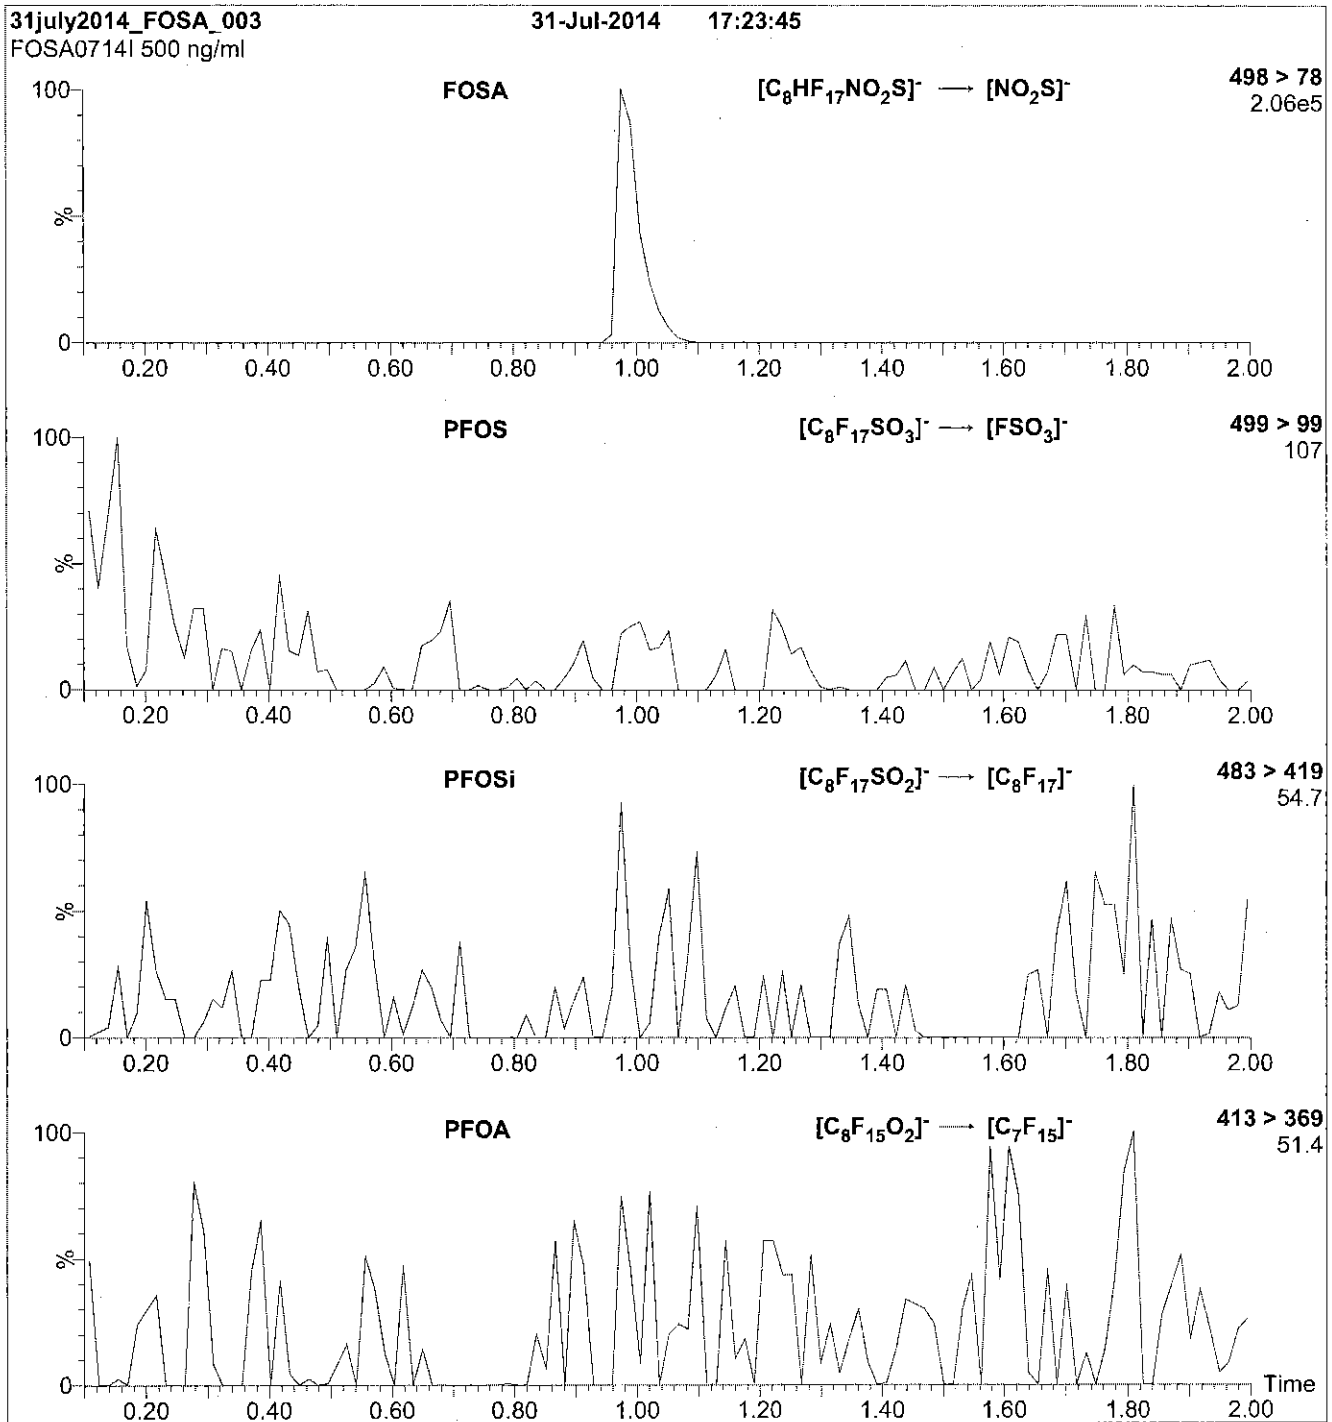 31july2014_FOSA_003 31-Jul-2014 17:23:45
FOSA0714I 500 ng/ml
FOSA [C8HF17NO2S]- → [NO2S]- 498 > 78
2.06e5
100
%
0
0.20 0.40 0.60 0.80 1.00 1.20 1.40 1.60 1.80 2.00
PFOS [C8F17SO3]- → [FSO3]- 499 > 99
107
100
%
0
0.20 0.40 0.60 0.80 1.00 1.20 1.40 1.60 1.80 2.00
PFOSi [C8F17SO2]- → [C8F17]- 483 > 419
54.7
100
%
0
0.20 0.40 0.60 0.80 1.00 1.20 1.40 1.60 1.80 2.00
PFOA [C8F15O2]- → [C7F15]- 413 > 369
51.4
100
%
0
Time
0.20 0.40 0.60 0.80 1.00 1.20 1.40 1.60 1.80 2.00